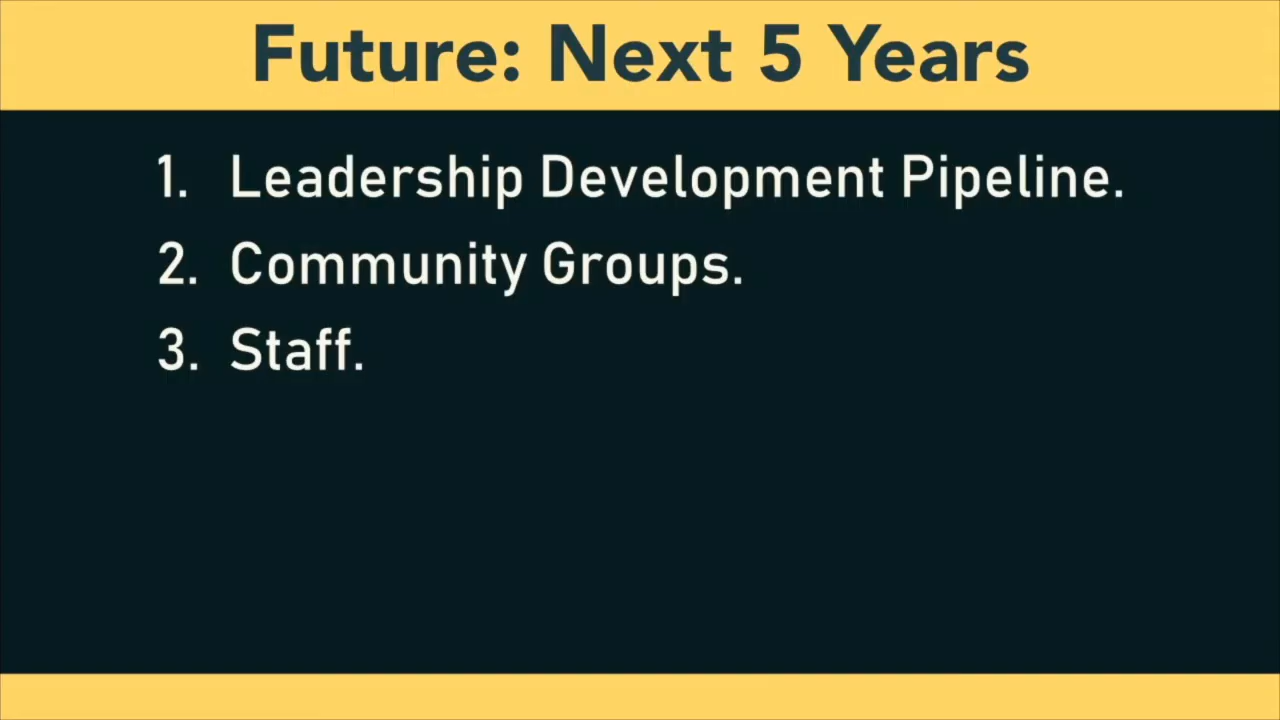 Future: Next 5 Years
1. Leadership Development Pipeline.
2. Community Groups.
3. Staff.